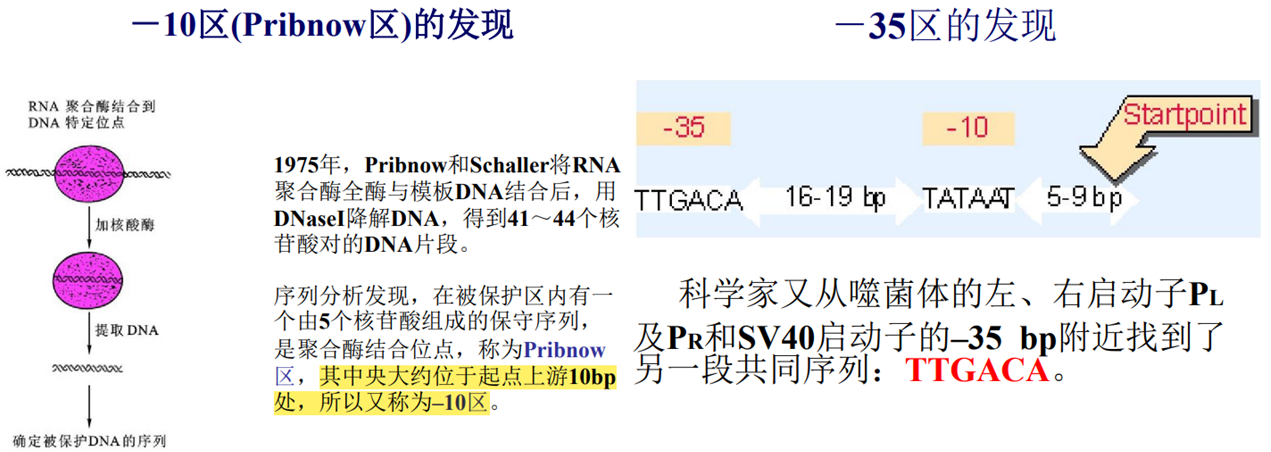 －10区(Pribnow区)的发现
RNA 聚合酶结合到
DNA 特定位点
加核酸酶
提取 DNA
确定被保护DNA的序列
1975年，Pribnow和Schaller将RNA
聚合酶全酶与模板DNA结合后，用
DNaseI降解DNA，得到41～44个核
苷酸对的DNA片段。
序列分析发现，在被保护区内有一
个由5个核苷酸组成的保守序列，
是聚合酶结合位点，称为Pribnow
区，其中央大约位于起点上游10bp
处，所以又称为–10区。
－35区的发现
Startpoint
-35
-10
TTGACA
16-19 bp
TATAAT
5-9 bp
科学家又从噬菌体的左、右启动子PL
及PR和SV40启动子的–35 bp附近找到了
另一段共同序列：TTGACA。